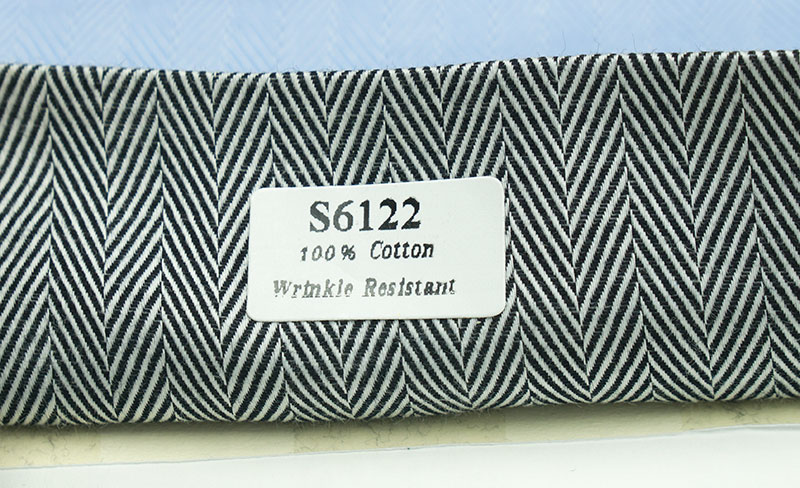 S6122
100% Cotton
Wrinkle Resistant